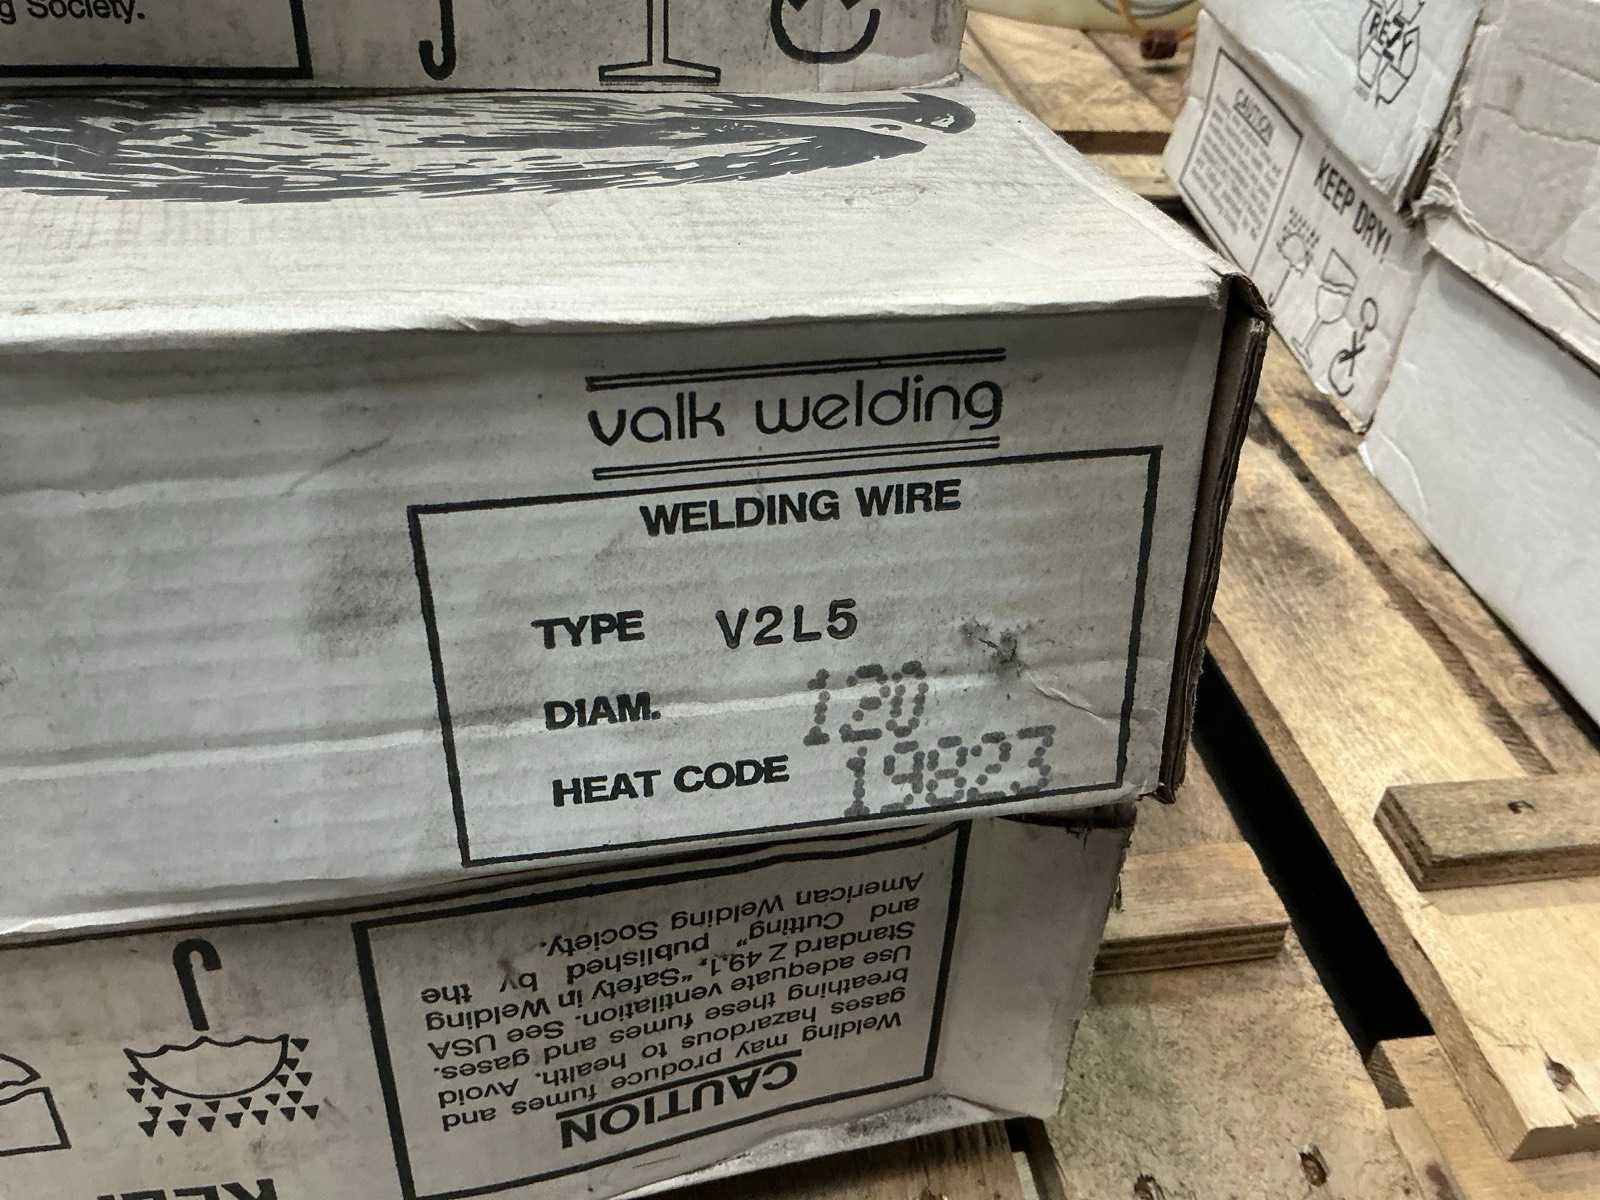 g Society.
valk welding
WELDING WIRE
TYPE V2L5
DIAM. 120
HEAT CODE 19823
CAUTION
Welding may produce fumes and
gases hazardous to health. Avoid
breathing these fumes and gases.
Use adequate ventilation. See USA
Standard Z 49.1, "Safety in Welding
and Cutting" published by the
American Welding Society.
CAUTION
KEEP DRY!
RESY